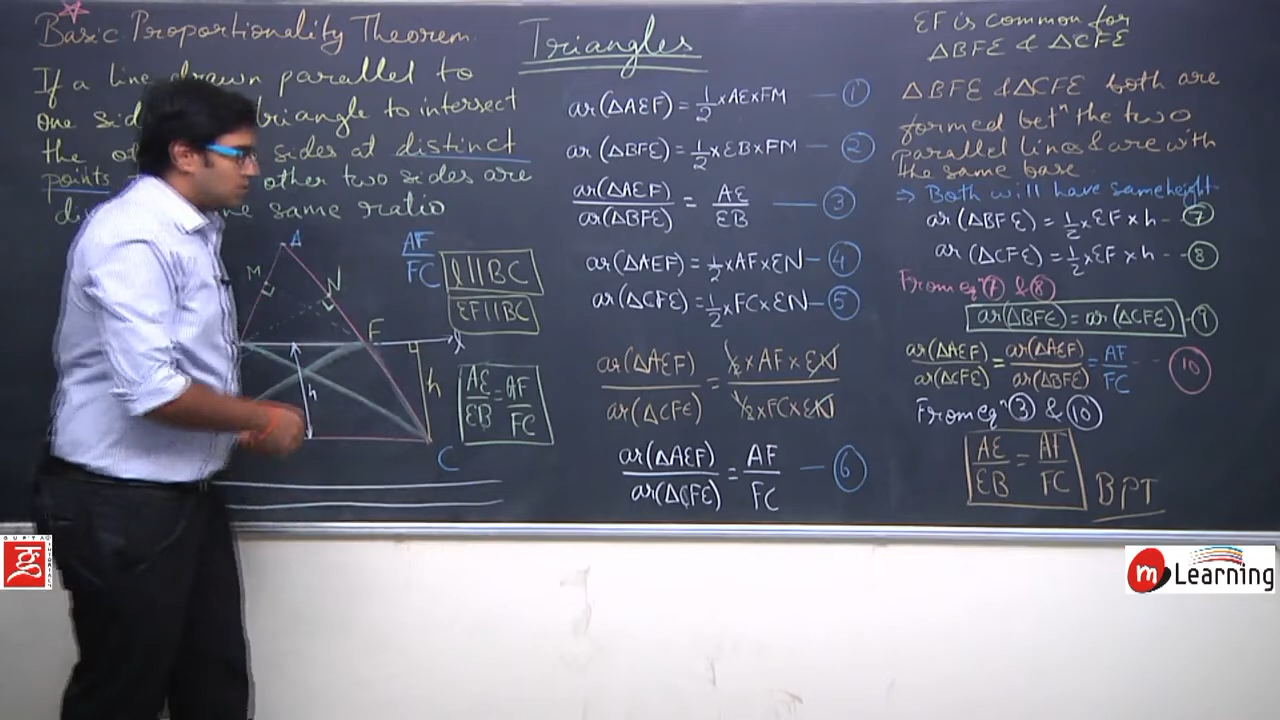 Basic Proportionality Theorem
If a line drawn parallel to
one sid triangle to intersect
the o sides at distinct
points other two sides are
di ne same ratio
A
M
N
F
l
h
h
C
AF/FC
l||BC
EF||BC
AE/EB = AF/FC
Triangles
ar(ΔAEF) = 1/2 × AE × FM — 1
ar(ΔBFE) = 1/2 × EB × FM — 2
ar(ΔAEF)/ar(ΔBFE) = AE/EB — 3
ar(ΔAEF) = 1/2 × AF × EN — 4
ar(ΔCFE) = 1/2 × FC × EN — 5
ar(ΔAEF)/ar(ΔCFE) = 1/2 × AF × EN / 1/2 × FC × EN
ar(ΔAEF)/ar(ΔCFE) = AF/FC — 6
EF is common for
ΔBFE & ΔCFE
ΔBFE & ΔCFE both are
formed betⁿ the two
Parallel lines & are with
the same base
⇒ Both will have same height
ar(ΔBFE) = 1/2 × EF × h - 7
ar(ΔCFE) = 1/2 × EF × h - - 8
From eqⁿ 7 & 8
ar(ΔBFE) = ar(ΔCFE) - 9
ar(ΔAEF)/ar(ΔCFE) = ar(ΔAEF)/ar(ΔBFE) = AF/FC - - - 10
From eqⁿ 3 & 10
AE/EB = AF/FC BPT
GUPTA TUTORIALS
m Learning